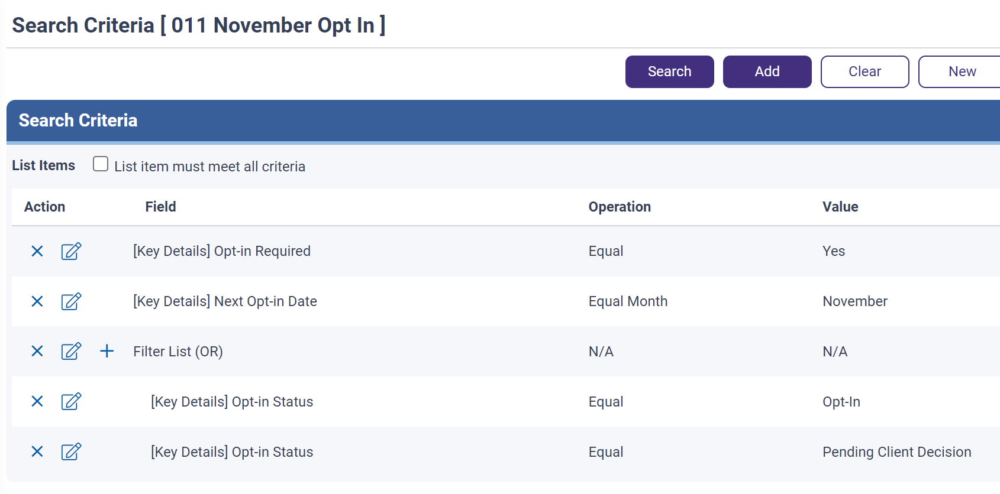 Search Criteria [ 011 November Opt In ]
Search Add Clear New
Search Criteria
List Items List item must meet all criteria
Action Field Operation Value
[Key Details] Opt-in Required Equal Yes
[Key Details] Next Opt-in Date Equal Month November
Filter List (OR) N/A N/A
[Key Details] Opt-in Status Equal Opt-In
[Key Details] Opt-in Status Equal Pending Client Decision